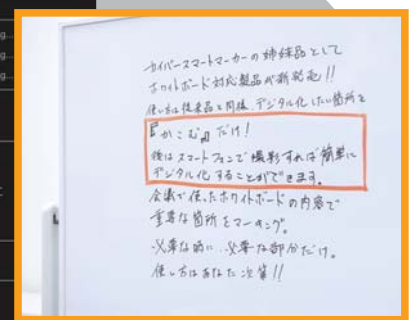 カイパースマートマーカーの姉妹品として
ホワイトボード対応製品が新発売!!
使い方は従来品と同様、デジタル化したい箇所を
『かこむ』だけ!
後はスマートフォンで撮影すれば簡単に
デジタル化することができます。
会議で使ったホワイトボードの内容で
重要な箇所をマーキング。
必要な時に、必要な部分だけ。
使い方はあなた次第!!